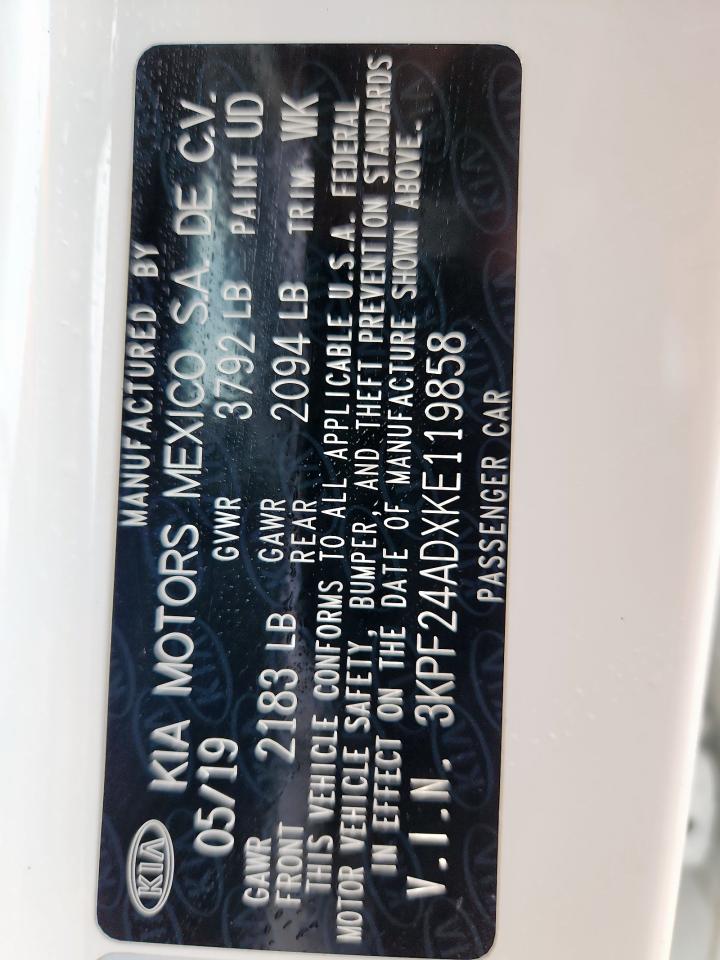 MANUFACTURED BY
KIA KIA MOTORS MEXICO S.A. DE C.V.
05/19 GVWR 3792 LB PAINT UD
GAWR FRONT 2183 LB GAWR REAR 2094 LB TRIM WK
THIS VEHICLE CONFORMS TO ALL APPLICABLE U.S.A. FEDERAL
MOTOR VEHICLE SAFETY, BUMPER, AND THEFT PREVENTION STANDARDS
IN EFFECT ON THE DATE OF MANUFACTURE SHOWN ABOVE.
V.I.N. 3KPF24ADXKE119858
PASSENGER CAR